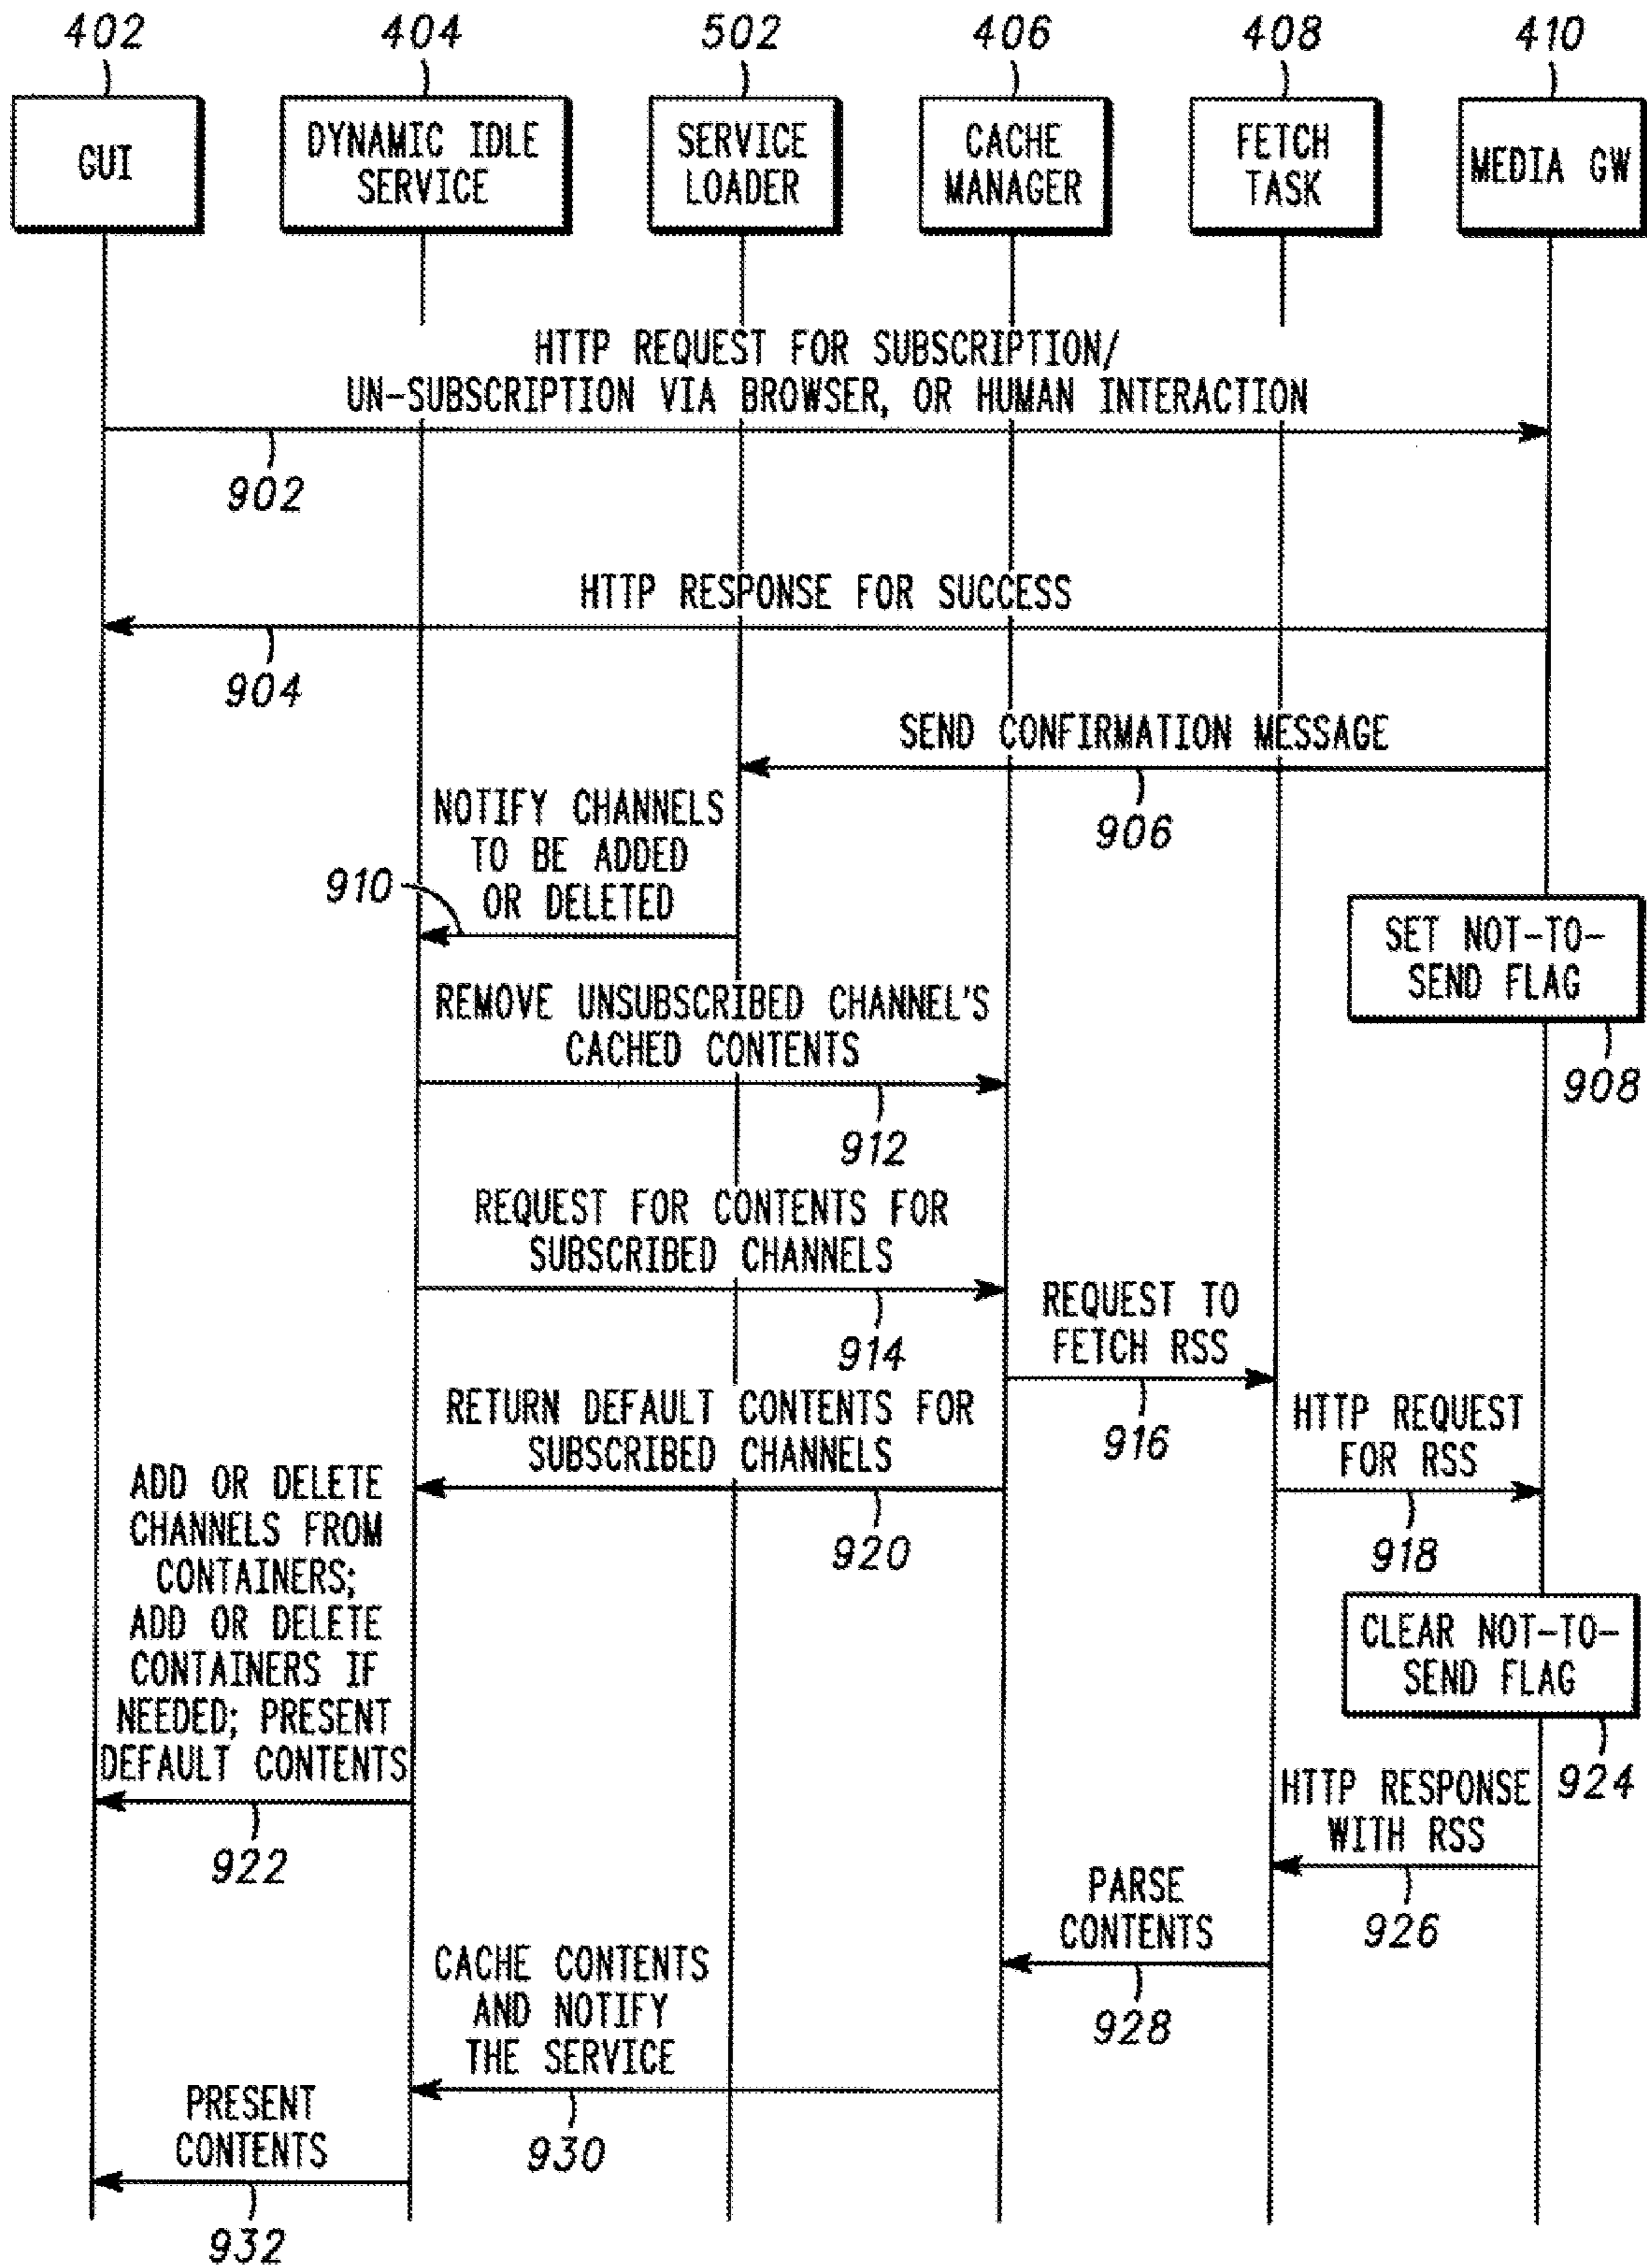 402
404
502
406
408
410
GUI
DYNAMIC IDLE
SERVICE
SERVICE
LOADER
CACHE
MANAGER
FETCH
TASK
MEDIA GW
HTTP REQUEST FOR SUBSCRIPTION/
UN-SUBSCRIPTION VIA BROWSER, OR HUMAN INTERACTION
902
HTTP RESPONSE FOR SUCCESS
904
SEND CONFIRMATION MESSAGE
906
NOTIFY CHANNELS
TO BE ADDED
OR DELETED
910
SET NOT-TO-
SEND FLAG
908
REMOVE UNSUBSCRIBED CHANNEL'S
CACHED CONTENTS
912
REQUEST FOR CONTENTS FOR
SUBSCRIBED CHANNELS
914
REQUEST TO
FETCH RSS
916
RETURN DEFAULT CONTENTS FOR
SUBSCRIBED CHANNELS
920
HTTP REQUEST
FOR RSS
918
ADD OR DELETE
CHANNELS FROM
CONTAINERS;
ADD OR DELETE
CONTAINERS IF
NEEDED; PRESENT
DEFAULT CONTENTS
922
CLEAR NOT-TO-
SEND FLAG
924
HTTP RESPONSE
WITH RSS
926
PARSE
CONTENTS
928
CACHE CONTENTS
AND NOTIFY
THE SERVICE
930
PRESENT
CONTENTS
932